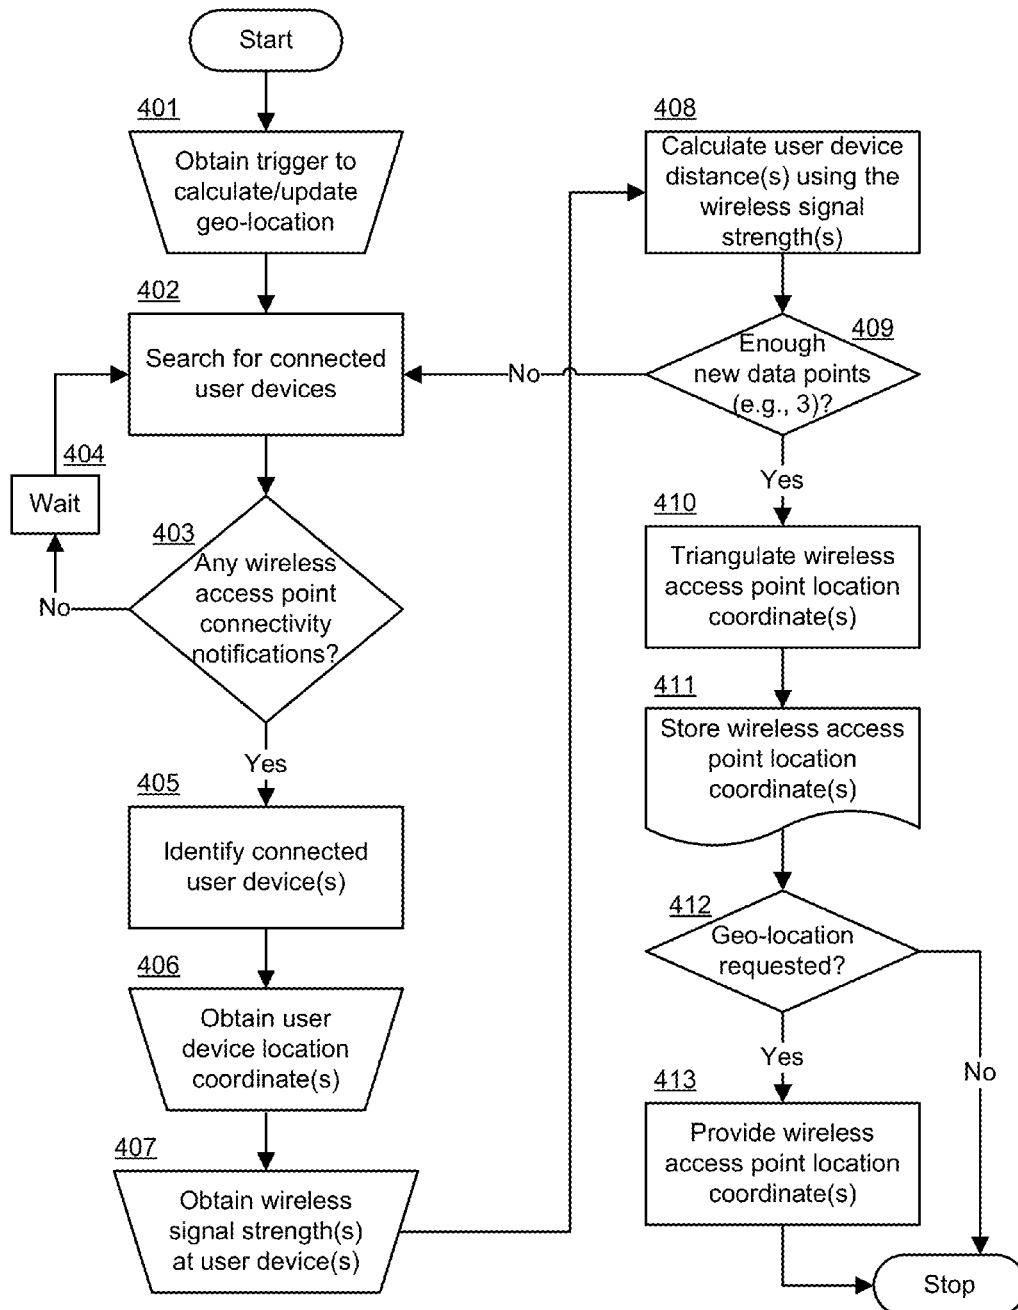 Start
401
Obtain trigger to
calculate/update
geo-location
402
Search for connected
user devices
404
Wait
403
Any wireless
access point
connectivity
notifications?
No
Yes
405
Identify connected
user device(s)
406
Obtain user
device location
coordinate(s)
407
Obtain wireless
signal strength(s)
at user device(s)
408
Calculate user device
distance(s) using the
wireless signal
strength(s)
409
Enough
new data points
(e.g., 3)?
No
Yes
410
Triangulate wireless
access point location
coordinate(s)
411
Store wireless access
point location
coordinate(s)
412
Geo-location
requested?
Yes
No
413
Provide wireless
access point location
coordinate(s)
Stop